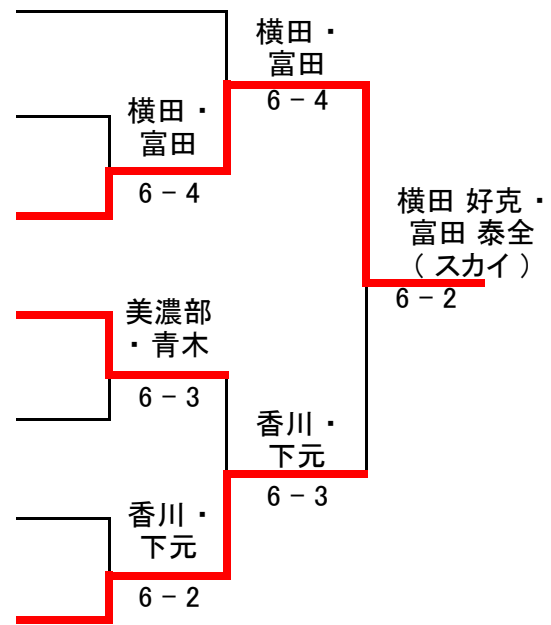 横田・
富田
6－4
横田・
富田
6－4
横田 好克・
富田 泰全
（スカイ）
6－2
美濃部
・青木
6－3
香川・
下元
6－3
香川・
下元
6－2